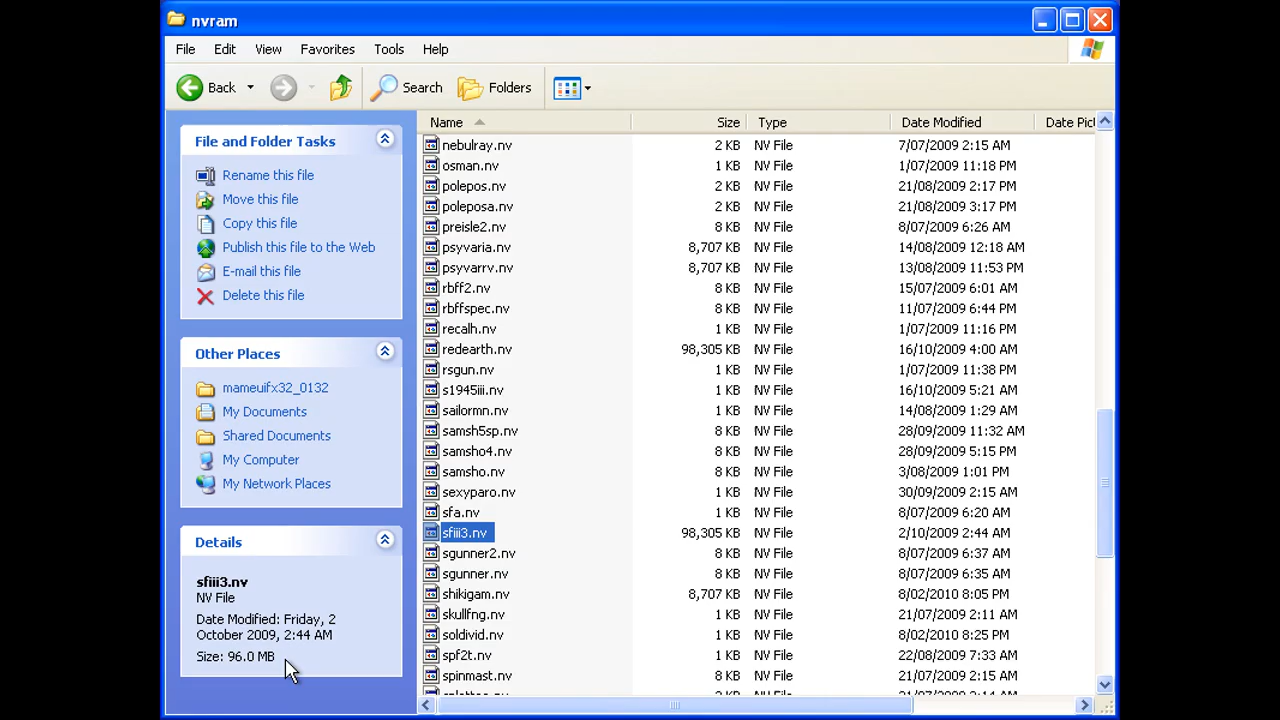 nvram
File Edit View Favorites Tools Help
Back Search Folders
File and Folder Tasks
Rename this file
Move this file
Copy this file
Publish this file to the Web
E-mail this file
Delete this file
Other Places
mameuifx32_0132
My Documents
Shared Documents
My Computer
My Network Places
Details
sfiii3.nv
NV File
Date Modified: Friday, 2
October 2009, 2:44 AM
Size: 96.0 MB
Name Size Type Date Modified Date Pic
nebulray.nv 2 KB NV File 7/07/2009 2:15 AM
osman.nv 1 KB NV File 1/07/2009 11:18 PM
polepos.nv 2 KB NV File 21/08/2009 2:17 PM
poleposa.nv 2 KB NV File 21/08/2009 3:17 PM
preisle2.nv 8 KB NV File 8/07/2009 6:26 AM
psyvaria.nv 8,707 KB NV File 14/08/2009 12:18 AM
psyvarrv.nv 8,707 KB NV File 13/08/2009 11:53 PM
rbff2.nv 8 KB NV File 15/07/2009 6:01 AM
rbffspec.nv 8 KB NV File 11/07/2009 6:44 PM
recalh.nv 1 KB NV File 1/07/2009 11:16 PM
redearth.nv 98,305 KB NV File 16/10/2009 4:00 AM
rsgun.nv 1 KB NV File 1/07/2009 11:38 PM
s1945iii.nv 1 KB NV File 16/10/2009 5:21 AM
sailormn.nv 1 KB NV File 14/08/2009 1:29 AM
samsh5sp.nv 8 KB NV File 28/09/2009 11:32 AM
samsho4.nv 8 KB NV File 28/09/2009 5:15 PM
samsho.nv 8 KB NV File 3/08/2009 1:01 PM
sexyparo.nv 1 KB NV File 30/09/2009 2:15 AM
sfa.nv 1 KB NV File 8/07/2009 6:20 AM
sfiii3.nv 98,305 KB NV File 2/10/2009 2:44 AM
sgunner2.nv 8 KB NV File 8/07/2009 6:37 AM
sgunner.nv 8 KB NV File 8/07/2009 6:35 AM
shikigam.nv 8,707 KB NV File 8/02/2010 8:05 PM
skullfng.nv 1 KB NV File 21/07/2009 2:11 AM
soldivid.nv 1 KB NV File 8/02/2010 8:25 PM
spf2t.nv 1 KB NV File 22/08/2009 7:33 AM
spinmast.nv 8 KB NV File 21/07/2009 2:15 AM